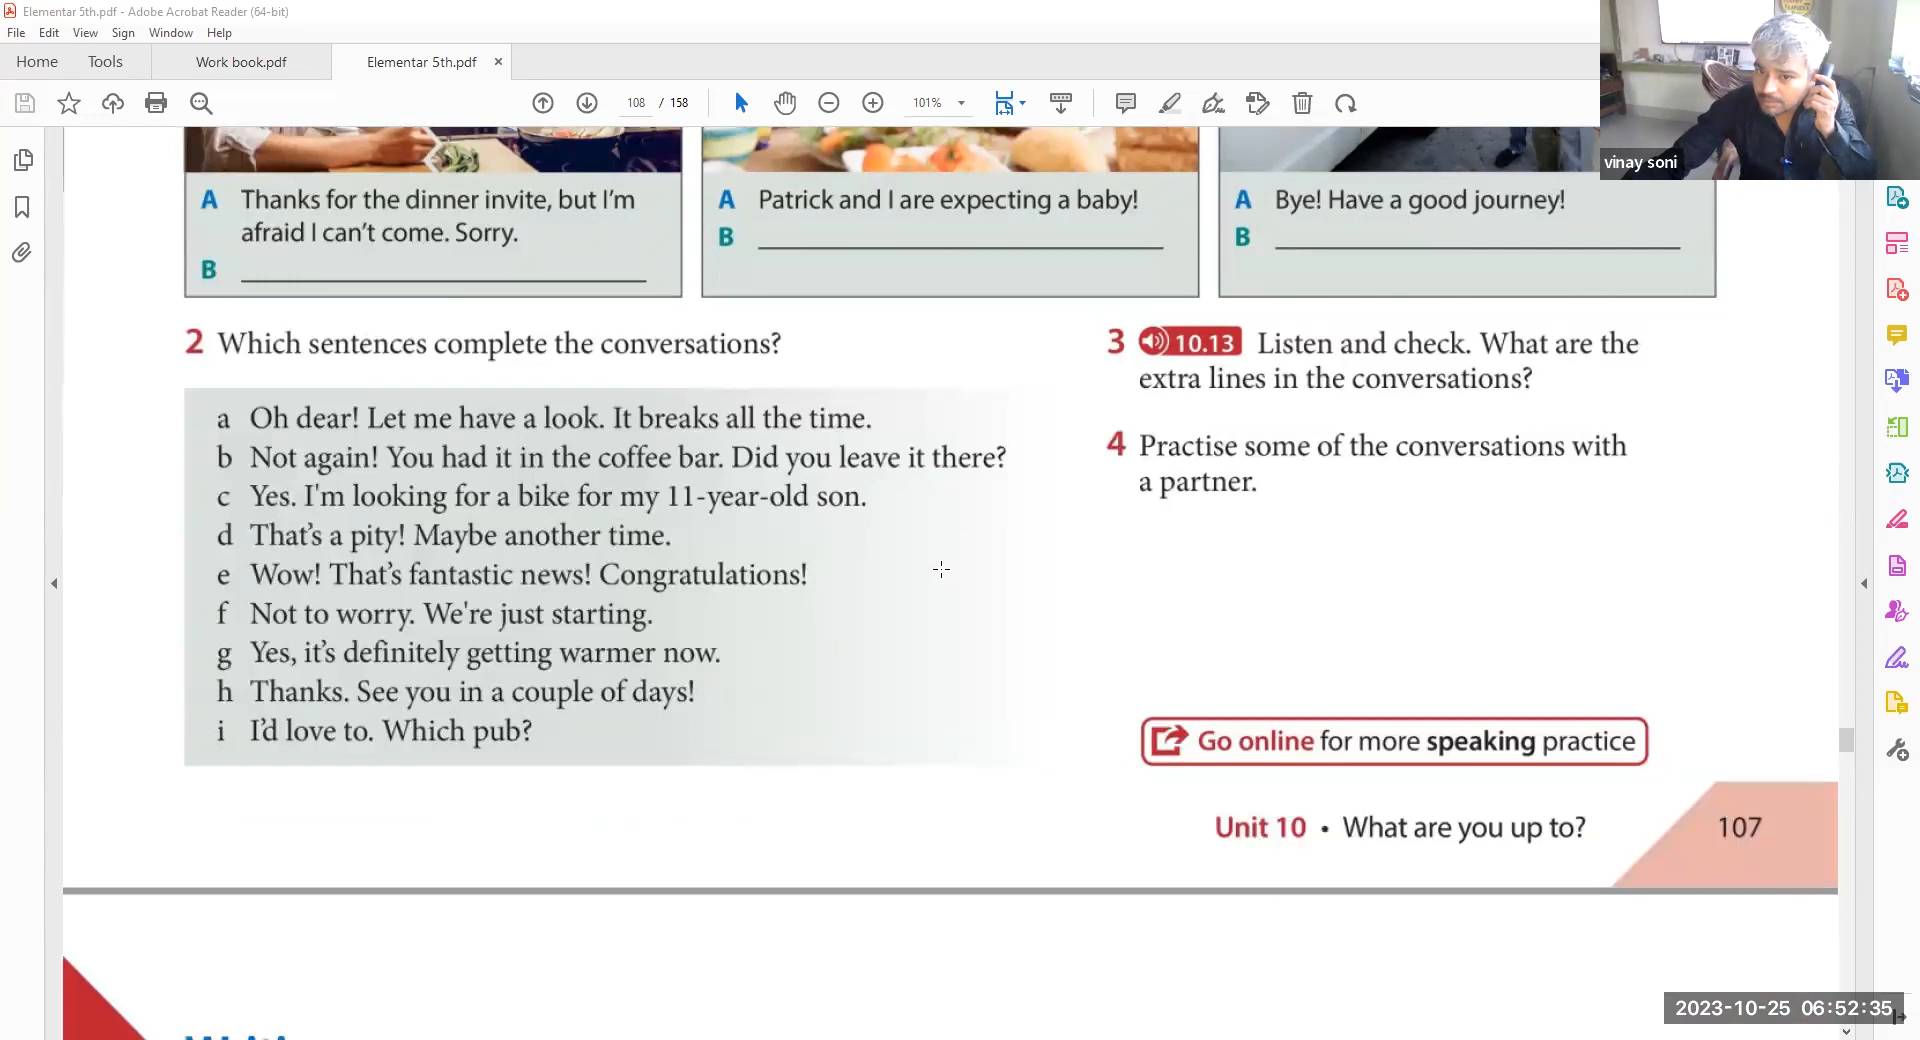 Elementar 5th.pdf - Adobe Acrobat Reader (64-bit)
File Edit View Sign Window Help
Home Tools Work book.pdf Elementar 5th.pdf ×
108 / 158 101%
vinay soni
A Thanks for the dinner invite, but I'm
afraid I can't come. Sorry.
B
A Patrick and I are expecting a baby!
B
A Bye! Have a good journey!
B
2 Which sentences complete the conversations?
a Oh dear! Let me have a look. It breaks all the time.
b Not again! You had it in the coffee bar. Did you leave it there?
c Yes. I'm looking for a bike for my 11-year-old son.
d That's a pity! Maybe another time.
e Wow! That's fantastic news! Congratulations!
f Not to worry. We're just starting.
g Yes, it's definitely getting warmer now.
h Thanks. See you in a couple of days!
i I'd love to. Which pub?
3 10.13 Listen and check. What are the
extra lines in the conversations?
4 Practise some of the conversations with
a partner.
Go online for more speaking practice
Unit 10 • What are you up to? 107
2023-10-25 06:52:35